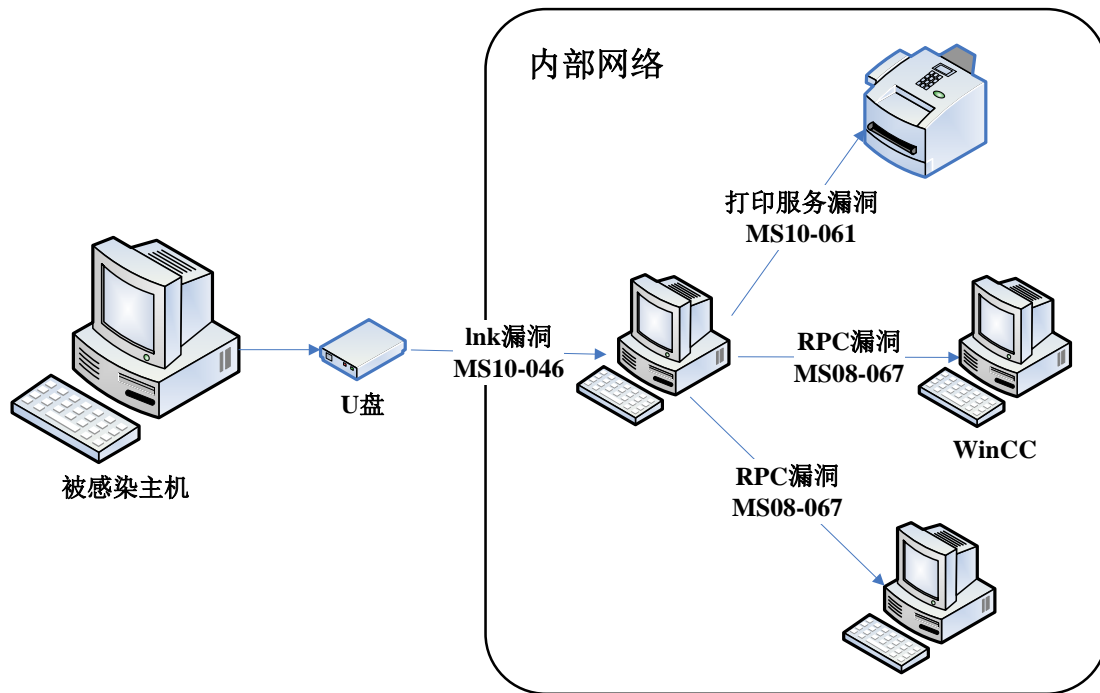 内部网络
打印服务漏洞
MS10-061
lnk漏洞
MS10-046
RPC漏洞
MS08-067
U盘
WinCC
被感染主机
RPC漏洞
MS08-067